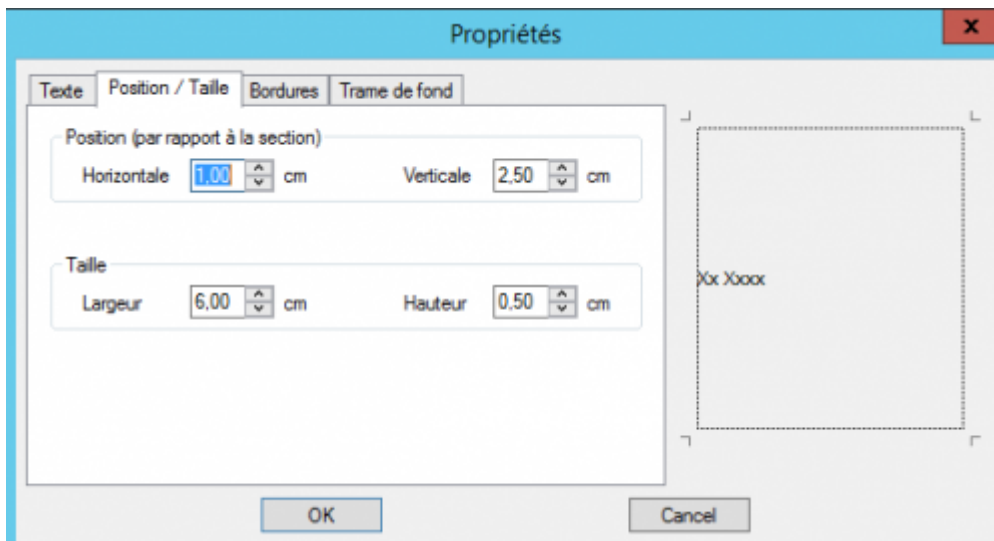 Propriétés
x
Texte Position / Taille Bordures Trame de fond
Position (par rapport à la section)
Horizontale 1,00 cm Verticale 2,50 cm
Taille
Largeur 6,00 cm Hauteur 0,50 cm
Xx Xxxx
OK Cancel